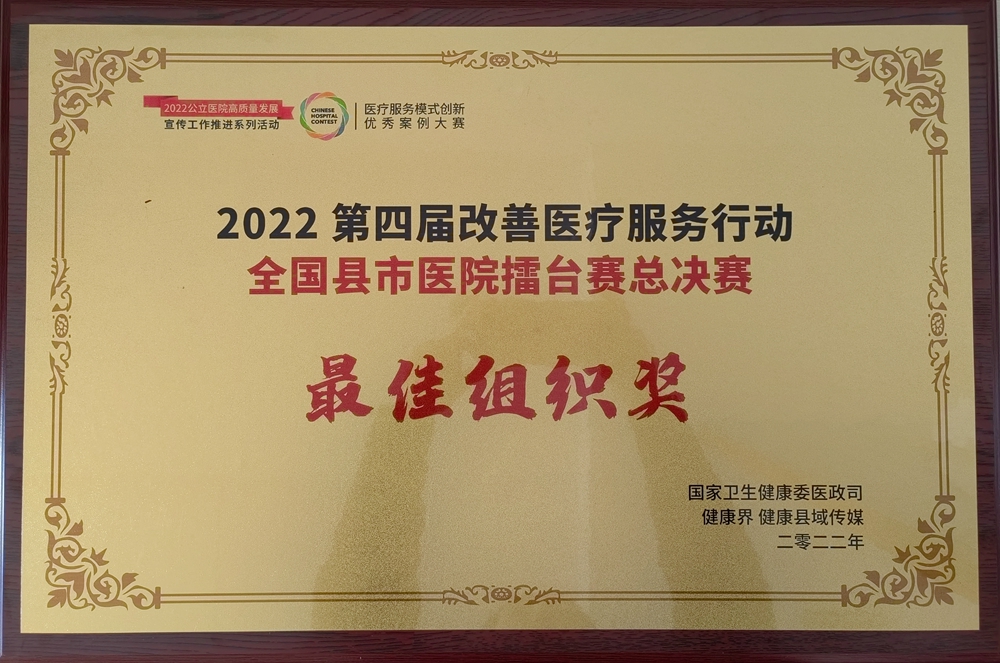 2022公立医院高质量发展
宣传工作推进系列活动
CHINESE
HOSPITAL
CONTEST
医疗服务模式创新
优秀案例大赛
2022 第四届改善医疗服务行动
全国县市医院擂台赛总决赛
最佳组织奖
国家卫生健康委医政司
健康界 健康县域传媒
二零二二年